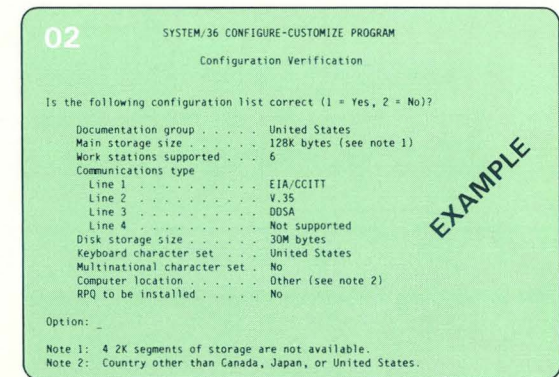 02
SYSTEM/36 CONFIGURE-CUSTOMIZE PROGRAM
Configuration Verification
Is the following configuration list correct (1 = Yes, 2 = No)?
Documentation group . . . . . United States
Main storage size . . . . . . 128K bytes (see note 1)
Work stations supported . . . 6
Communications type
Line 1 . . . . . . . . . . . EIA/CCITT
Line 2 . . . . . . . . . . . V.35
Line 3 . . . . . . . . . . . DDSA
Line 4 . . . . . . . . . . . Not supported
Disk storage size . . . . . . 30M bytes
Keyboard character set . . . United States
Multinational character set . No
Computer location . . . . . . Other (see note 2)
RPQ to be installed . . . . . No
EXAMPLE
Option: _
Note 1: 4 2K segments of storage are not available.
Note 2: Country other than Canada, Japan, or United States.